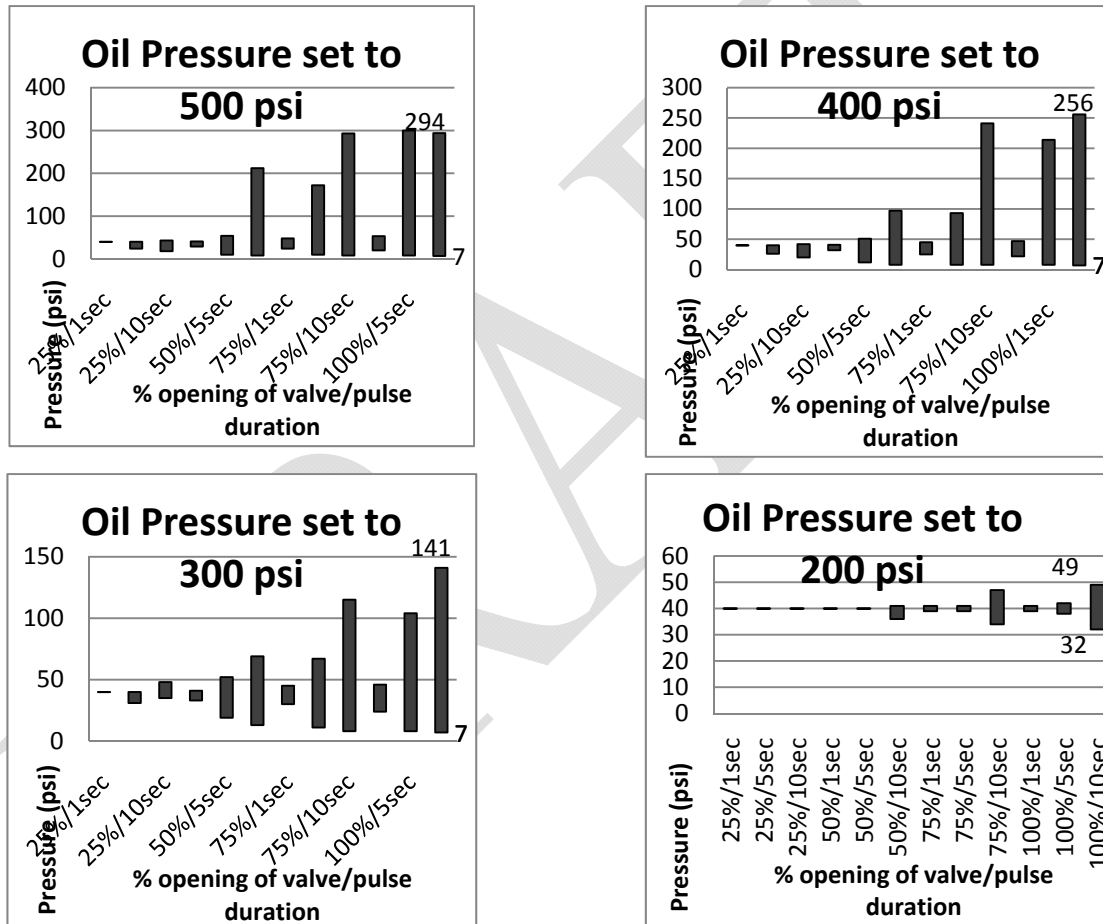 Oil Pressure set to
500 psi
400
300
200
100
0
294
7
Pressure (psi)
25%/1sec
25%/10sec
50%/5sec
75%/1sec
75%/10sec
100%/5sec
% opening of valve/pulse
duration
Oil Pressure set to
400 psi
300
250
200
150
100
50
0
256
7
Pressure (psi)
25%/1sec
25%/10sec
50%/5sec
75%/1sec
75%/10sec
100%/1sec
% opening of valve/pulse
duration
Oil Pressure set to
300 psi
150
100
50
0
141
7
Pressure (psi)
25%/1sec
25%/10sec
50%/5sec
75%/1sec
75%/10sec
100%/5sec
% opening of valve/pulse
duration
Oil Pressure set to
200 psi
60
50
40
30
20
10
0
49
32
Pressure (psi)
25%/1sec
25%/5sec
25%/10sec
50%/1sec
50%/5sec
50%/10sec
75%/1sec
75%/5sec
75%/10sec
100%/1sec
100%/5sec
100%/10sec
% opening of valve/pulse
duration